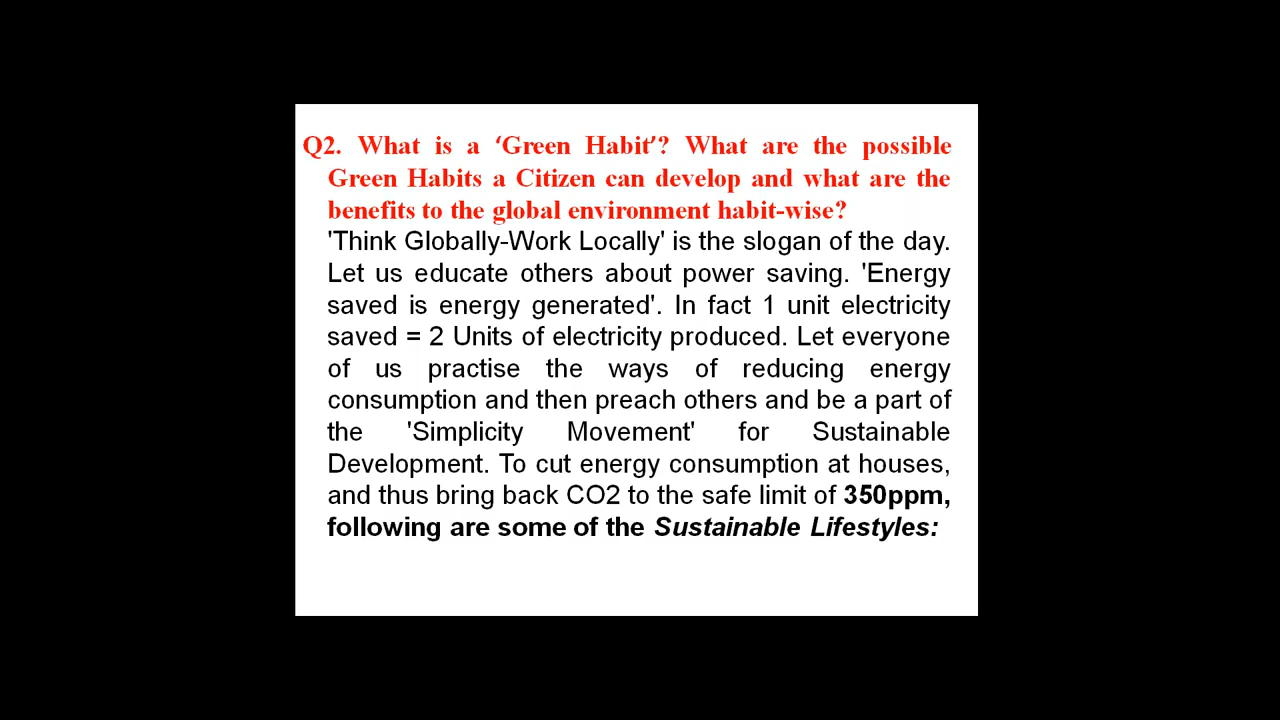 Q2. What is a ‘Green Habit’? What are the possible
Green Habits a Citizen can develop and what are the
benefits to the global environment habit-wise?
'Think Globally-Work Locally' is the slogan of the day.
Let us educate others about power saving. 'Energy
saved is energy generated'. In fact 1 unit electricity
saved = 2 Units of electricity produced. Let everyone
of us practise the ways of reducing energy
consumption and then preach others and be a part of
the 'Simplicity Movement' for Sustainable
Development. To cut energy consumption at houses,
and thus bring back CO2 to the safe limit of 350ppm,
following are some of the Sustainable Lifestyles: